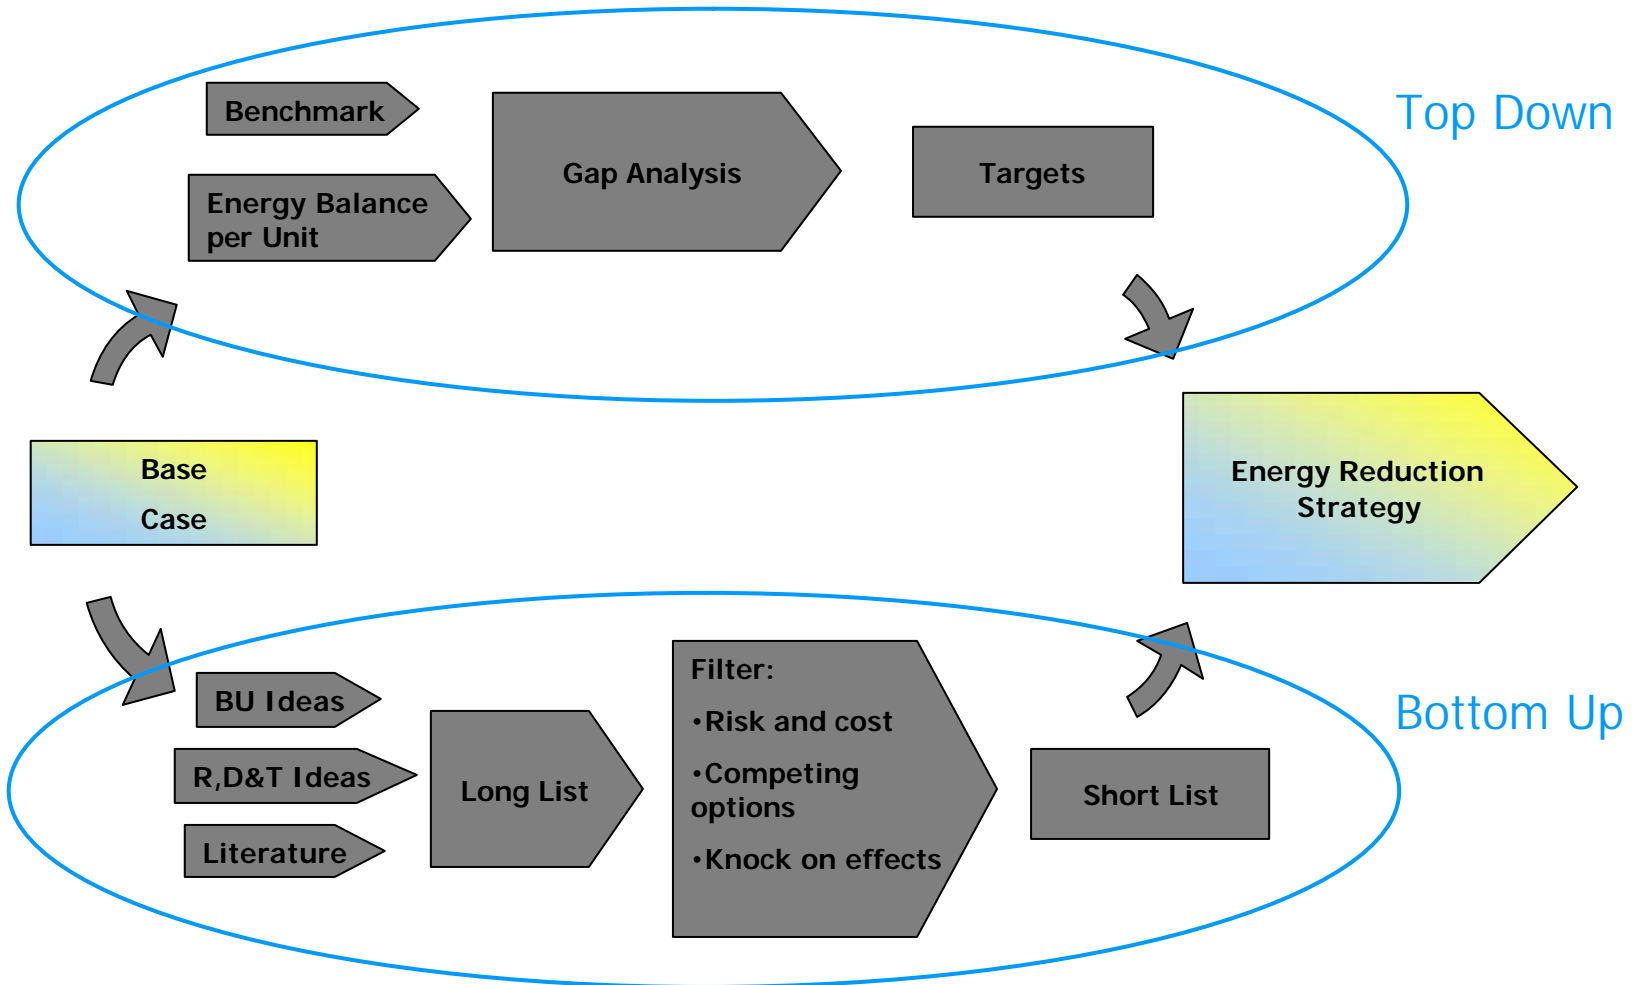 Top Down
Benchmark
Gap Analysis
Targets
Energy Balance
per Unit
Base
Case
Energy Reduction
Strategy
Bottom Up
BU Ideas
R,D&T Ideas
Literature
Long List
Filter:
•Risk and cost
•Competing
options
•Knock on effects
Short List